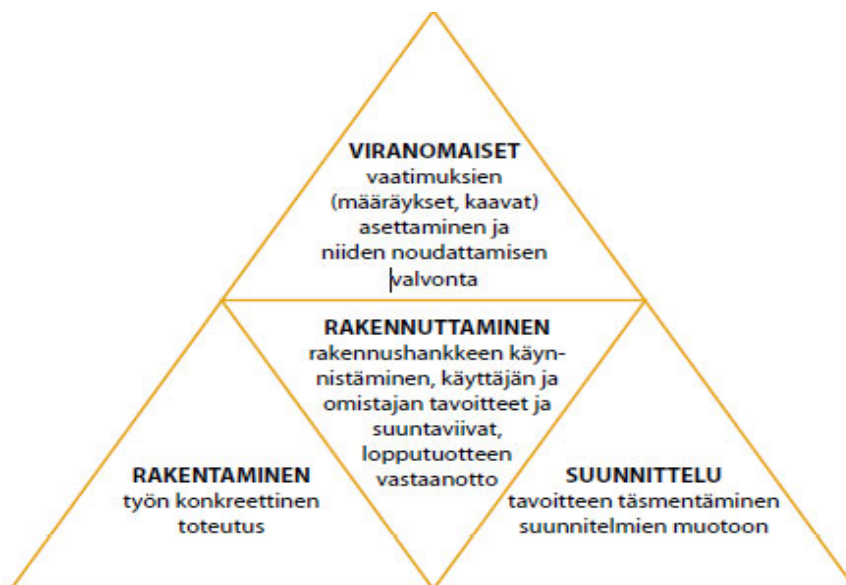 VIRANOMAISET
vaatimuksien
(määräykset, kaavat)
asettaminen ja
niiden noudattamisen
valvonta
RAKENNUTTAMINEN
rakennushankkeen käyn-
nistäminen, käyttäjän ja
omistajan tavoitteet ja
suuntaviivat,
lopputuotteen
vastaanotto
RAKENTAMINEN
työn konkreettinen
toteutus
SUUNNITTELU
tavoitteen täsmentäminen
suunnitelmien muotoon